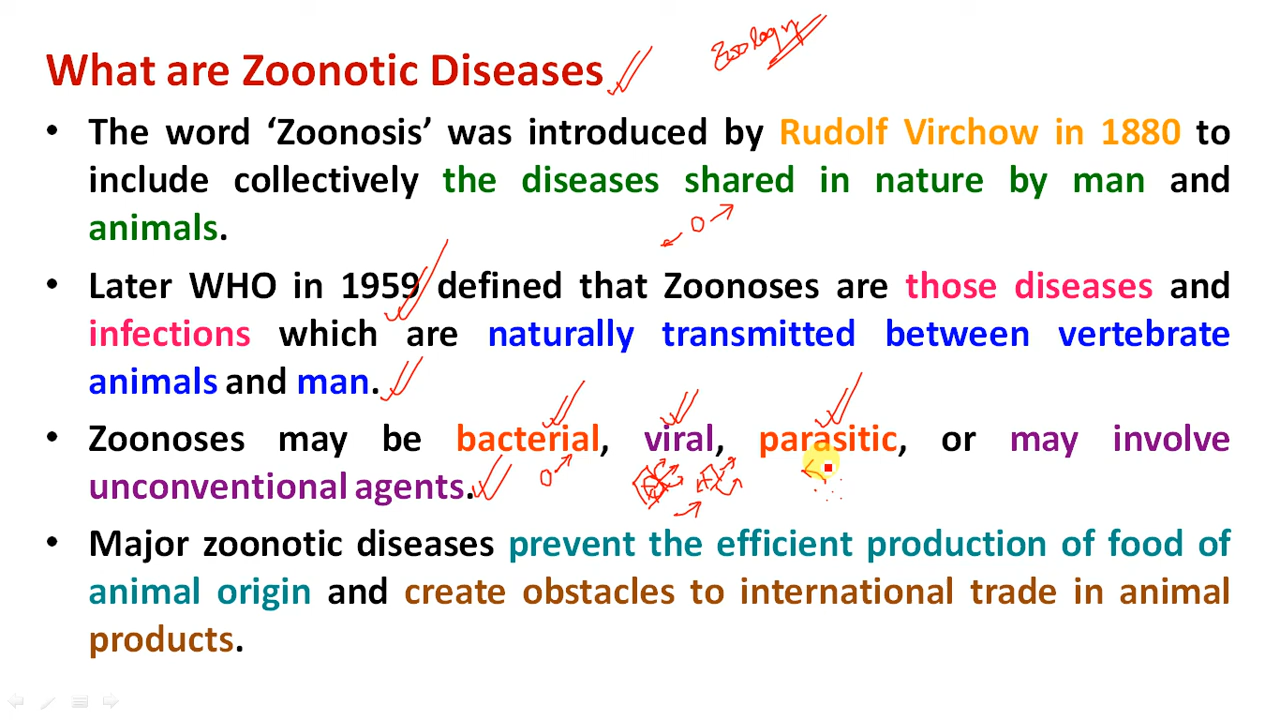 Zoology
What are Zoonotic Diseases
• The word ‘Zoonosis’ was introduced by Rudolf Virchow in 1880 to
include collectively the diseases shared in nature by man and
animals.
• Later WHO in 1959 defined that Zoonoses are those diseases and
infections which are naturally transmitted between vertebrate
animals and man.
• Zoonoses may be bacterial, viral, parasitic, or may involve
unconventional agents.
• Major zoonotic diseases prevent the efficient production of food of
animal origin and create obstacles to international trade in animal
products.